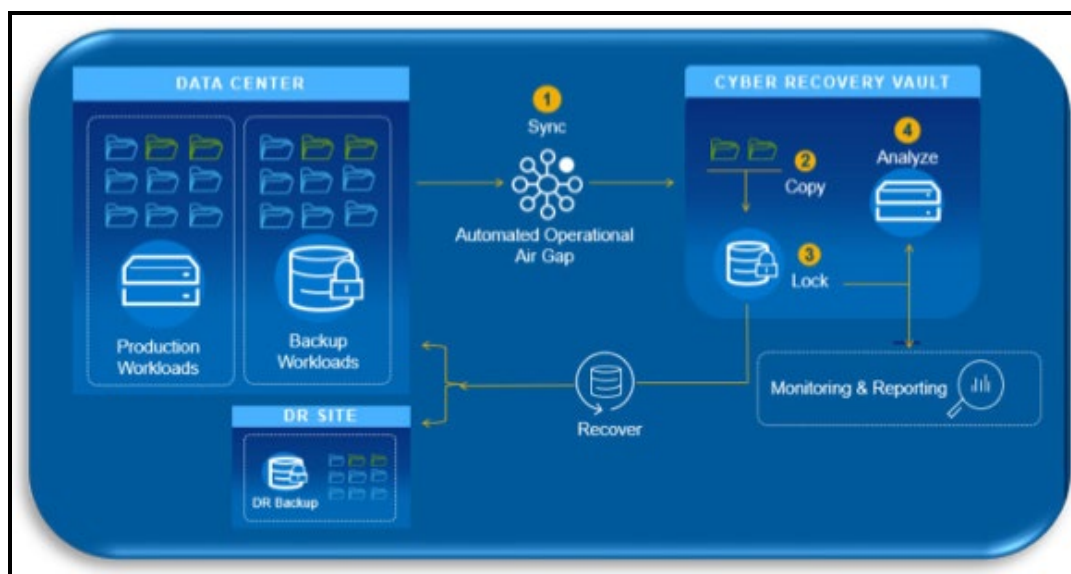 DATA CENTER
Production
Workloads
Backup
Workloads
1
Sync
Automated Operational
Air Gap
CYBER RECOVERY VAULT
2
Copy
3
Lock
4
Analyze
Monitoring & Reporting
Recover
DR SITE
DR Backup